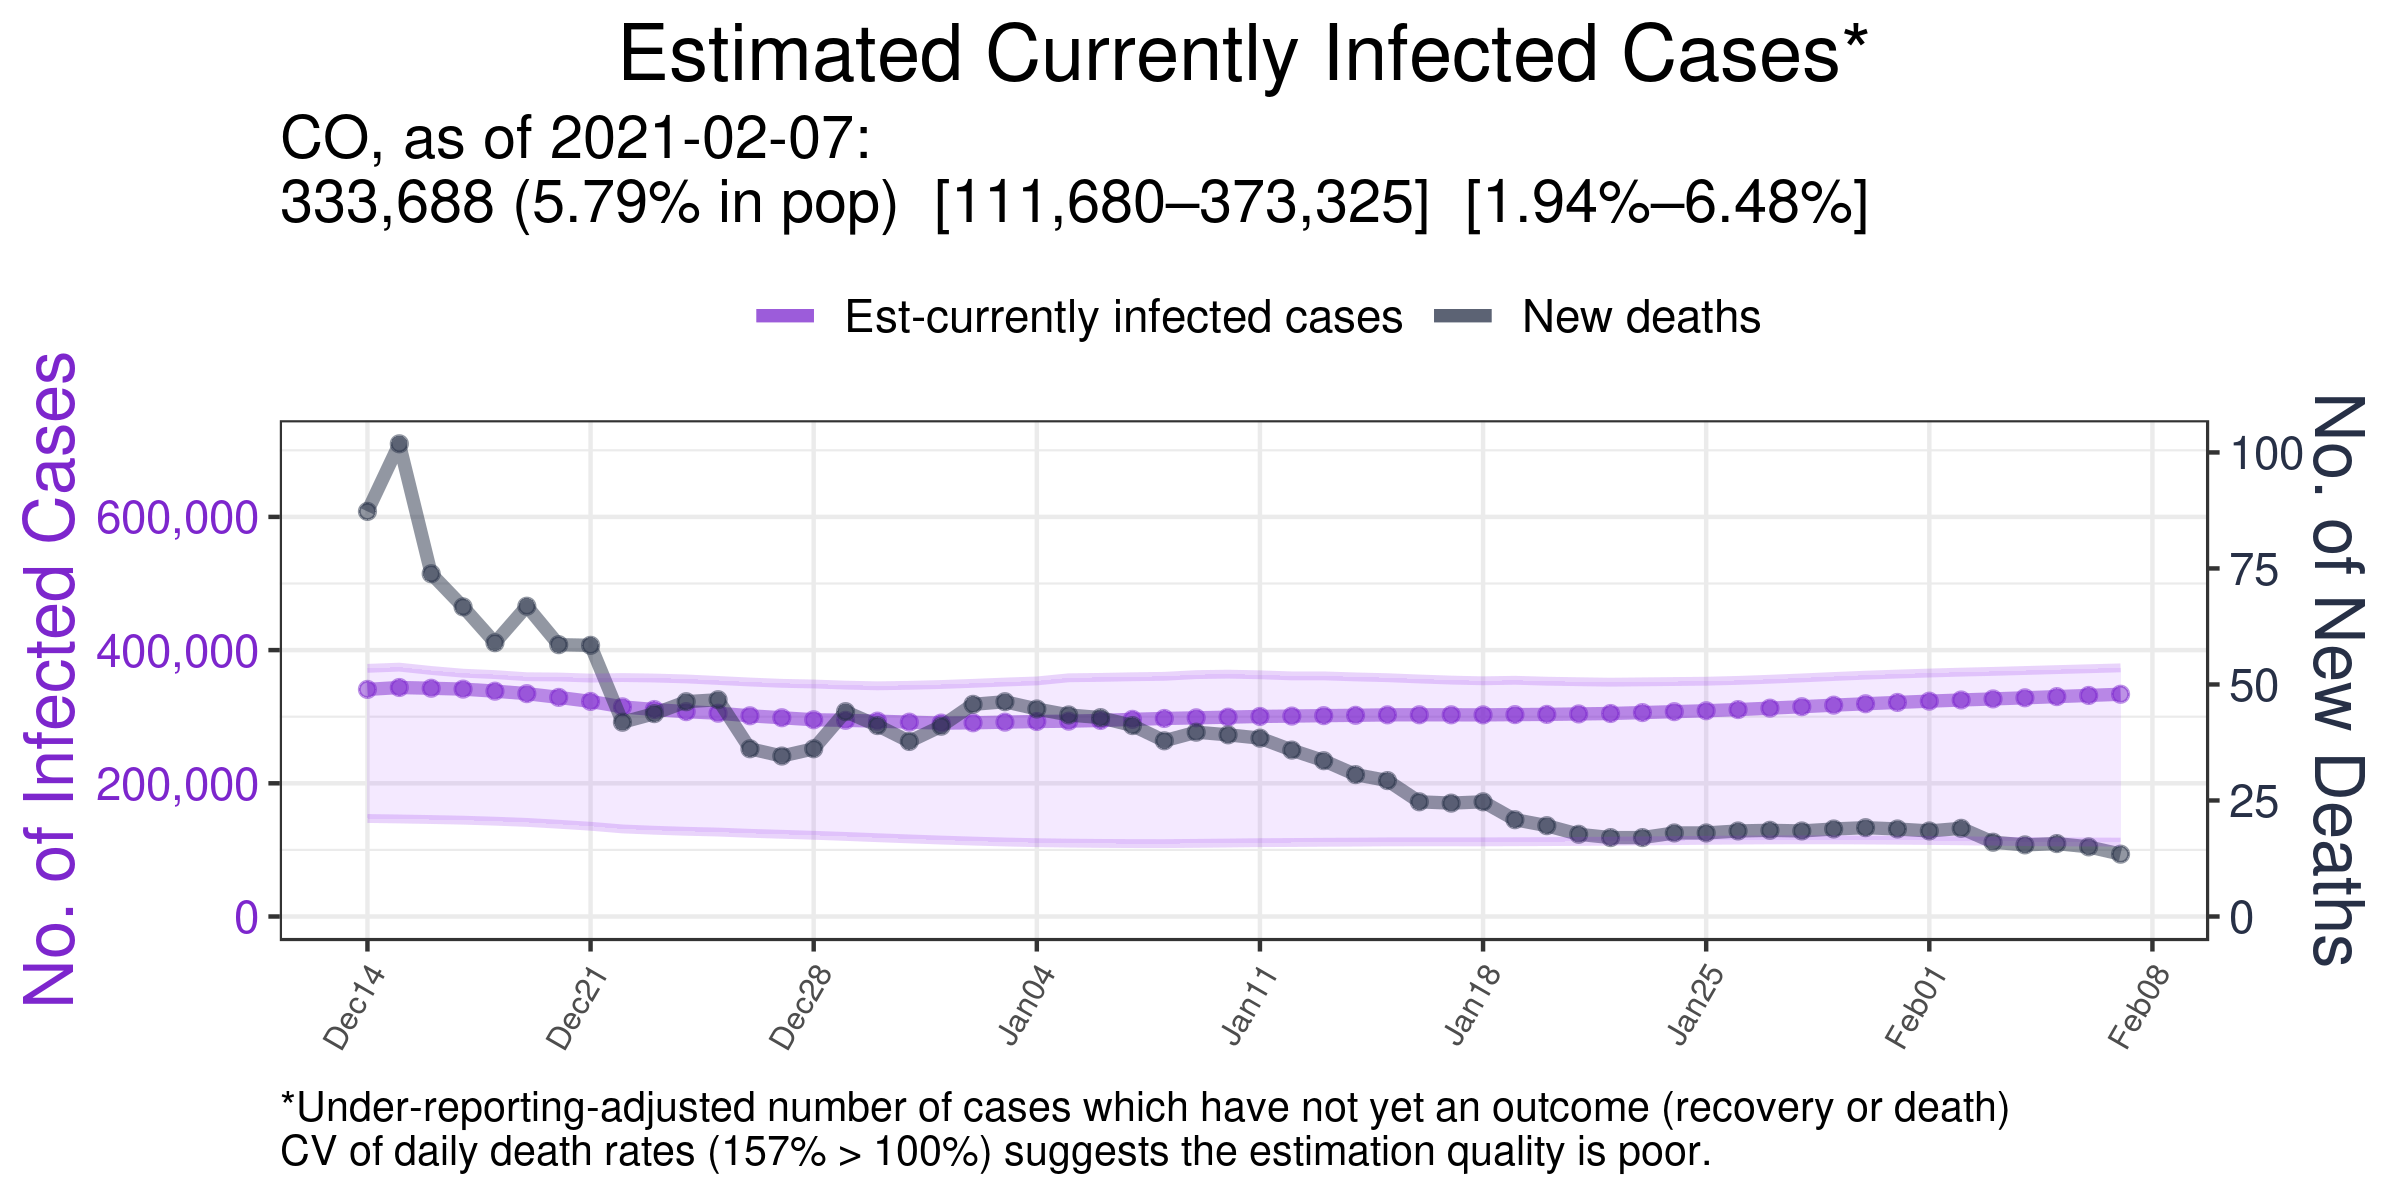 Estimated Currently Infected Cases*
CO, as of 2021-02-07:
333,688 (5.79% in pop)  [111,680–373,325]  [1.94%–6.48%]
Est-currently infected cases
New deaths
No. of Infected Cases
600,000
400,000
200,000
0
100
75
50
25
0
No. of New Deaths
Dec14
Dec21
Dec28
Jan04
Jan11
Jan18
Jan25
Feb01
Feb08
*Under-reporting-adjusted number of cases which have not yet an outcome (recovery or death)
CV of daily death rates (157% > 100%) suggests the estimation quality is poor.